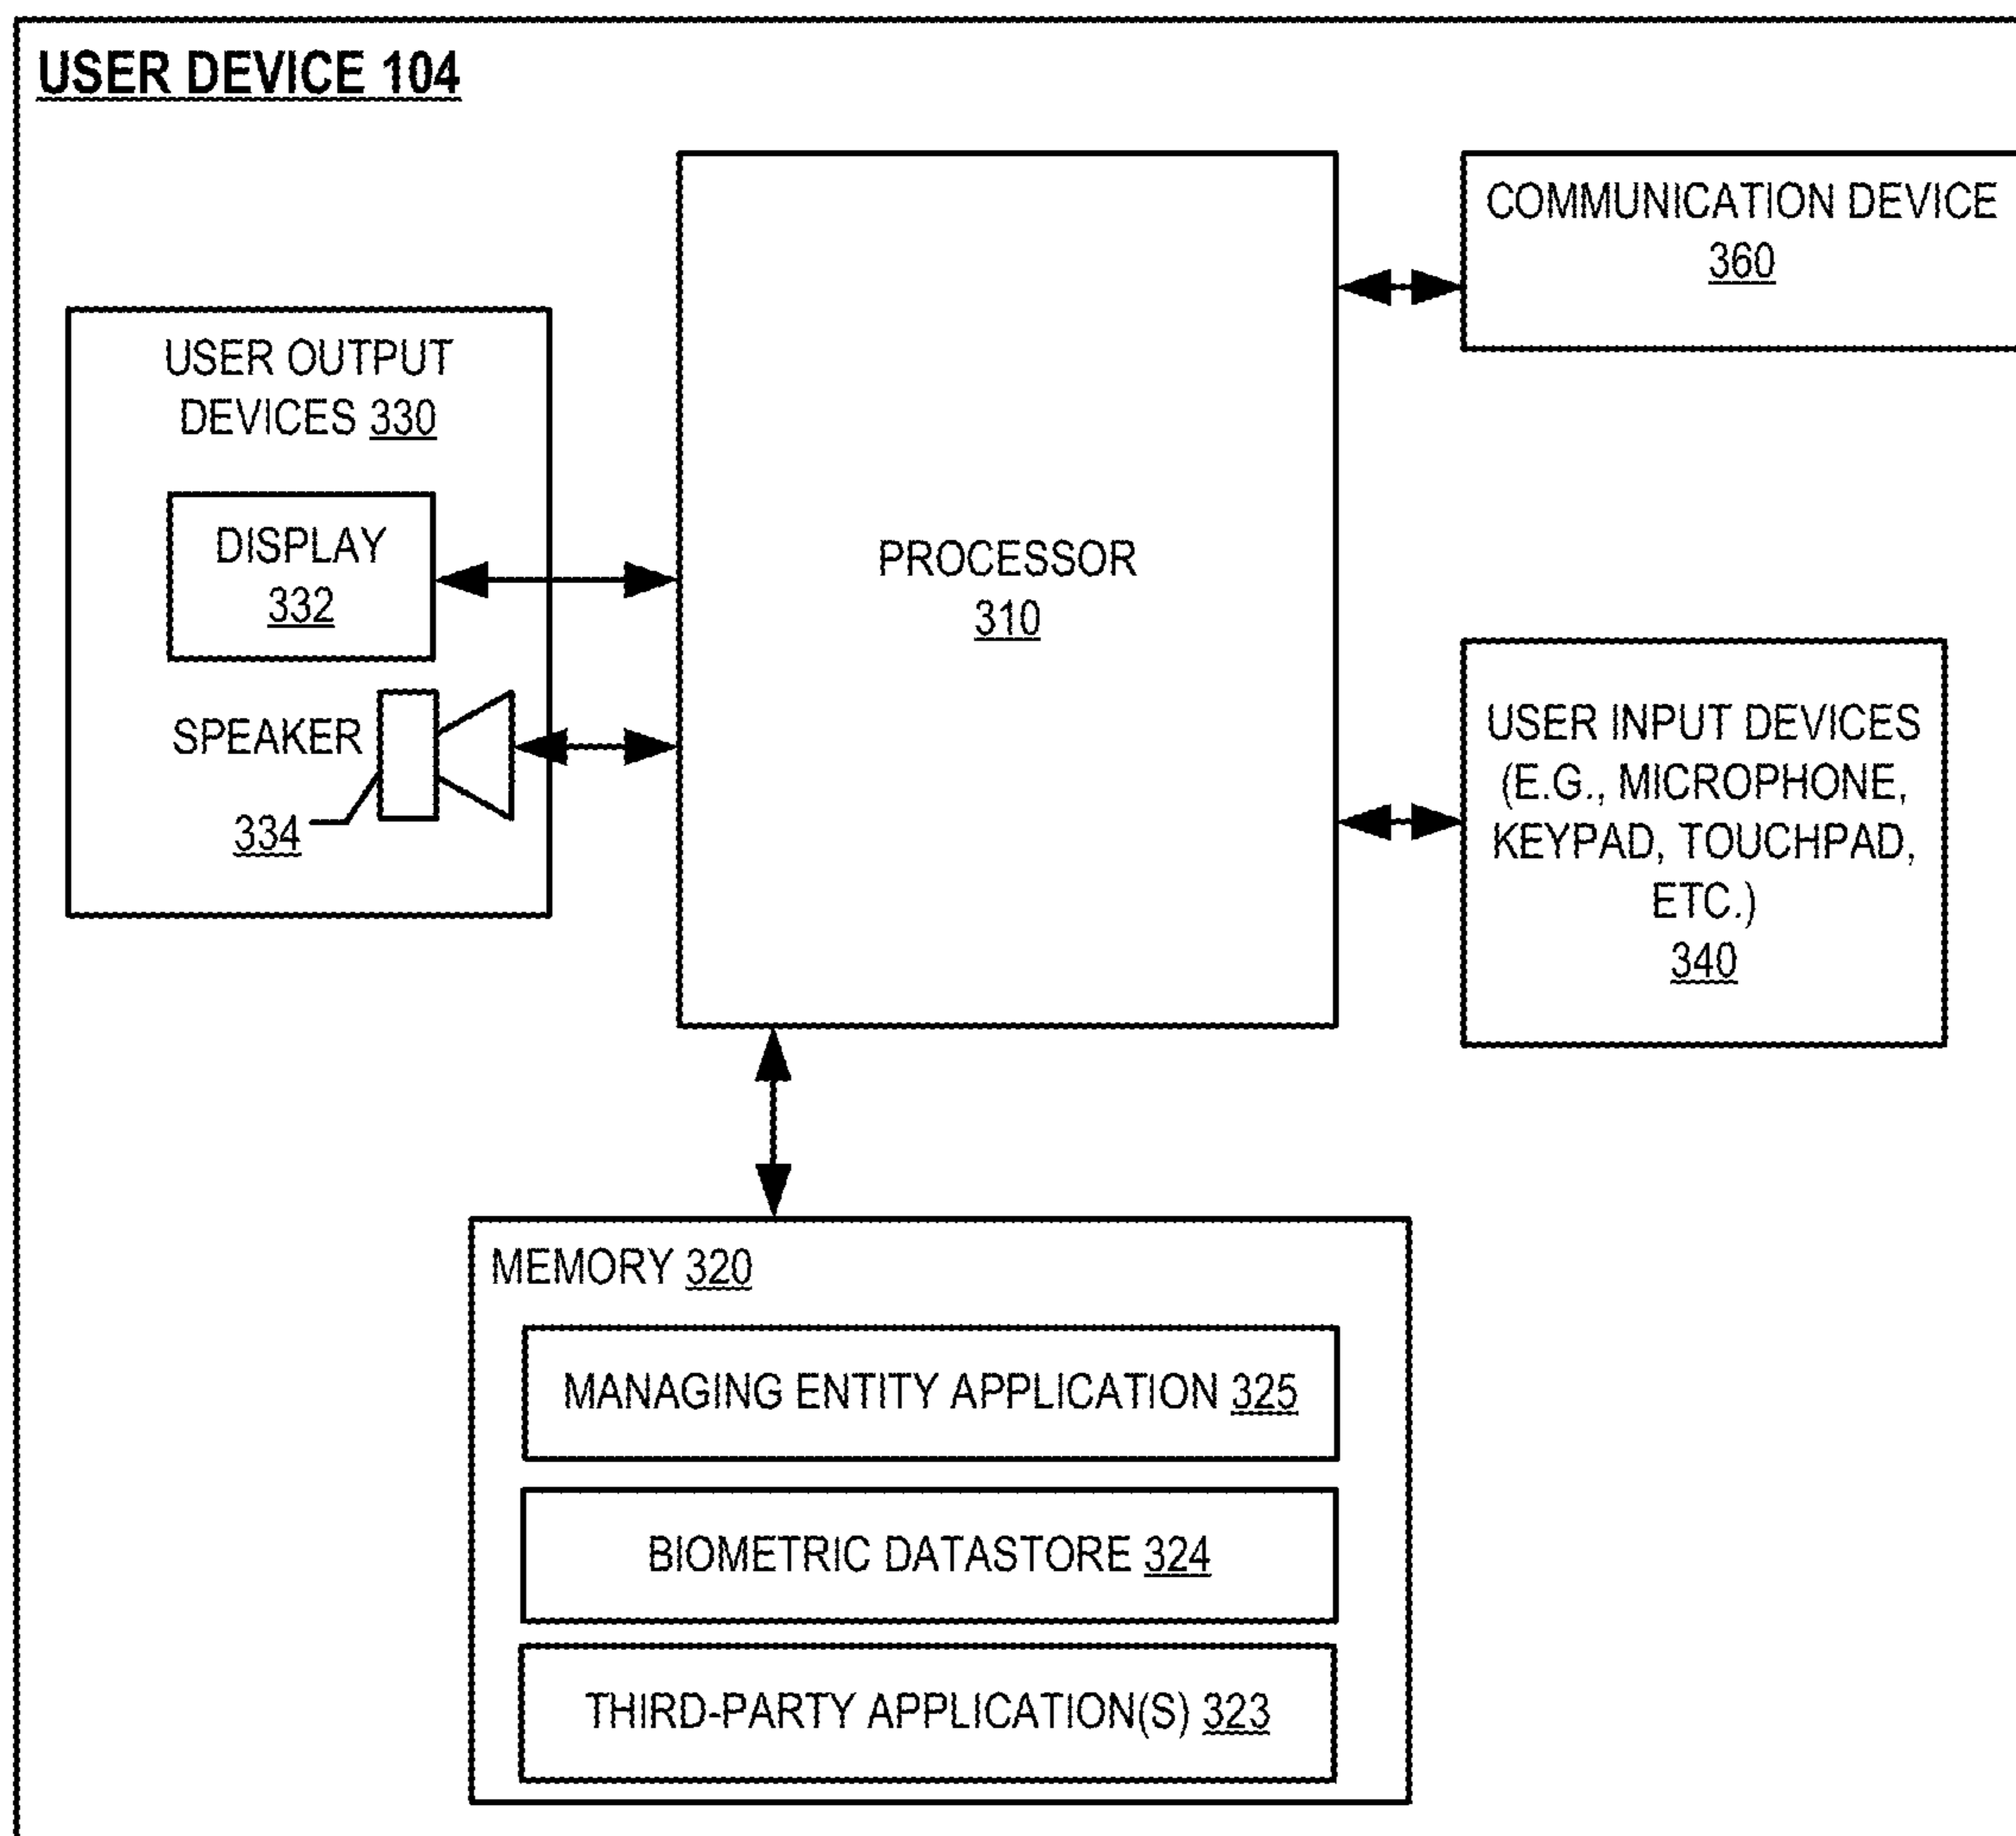 USER DEVICE 104
COMMUNICATION DEVICE
360
USER OUTPUT
DEVICES 330
DISPLAY
332
SPEAKER
334
PROCESSOR
310
USER INPUT DEVICES
(E.G., MICROPHONE,
KEYPAD, TOUCHPAD,
ETC.)
340
MEMORY 320
MANAGING ENTITY APPLICATION 325
BIOMETRIC DATASTORE 324
THIRD-PARTY APPLICATION(S) 323